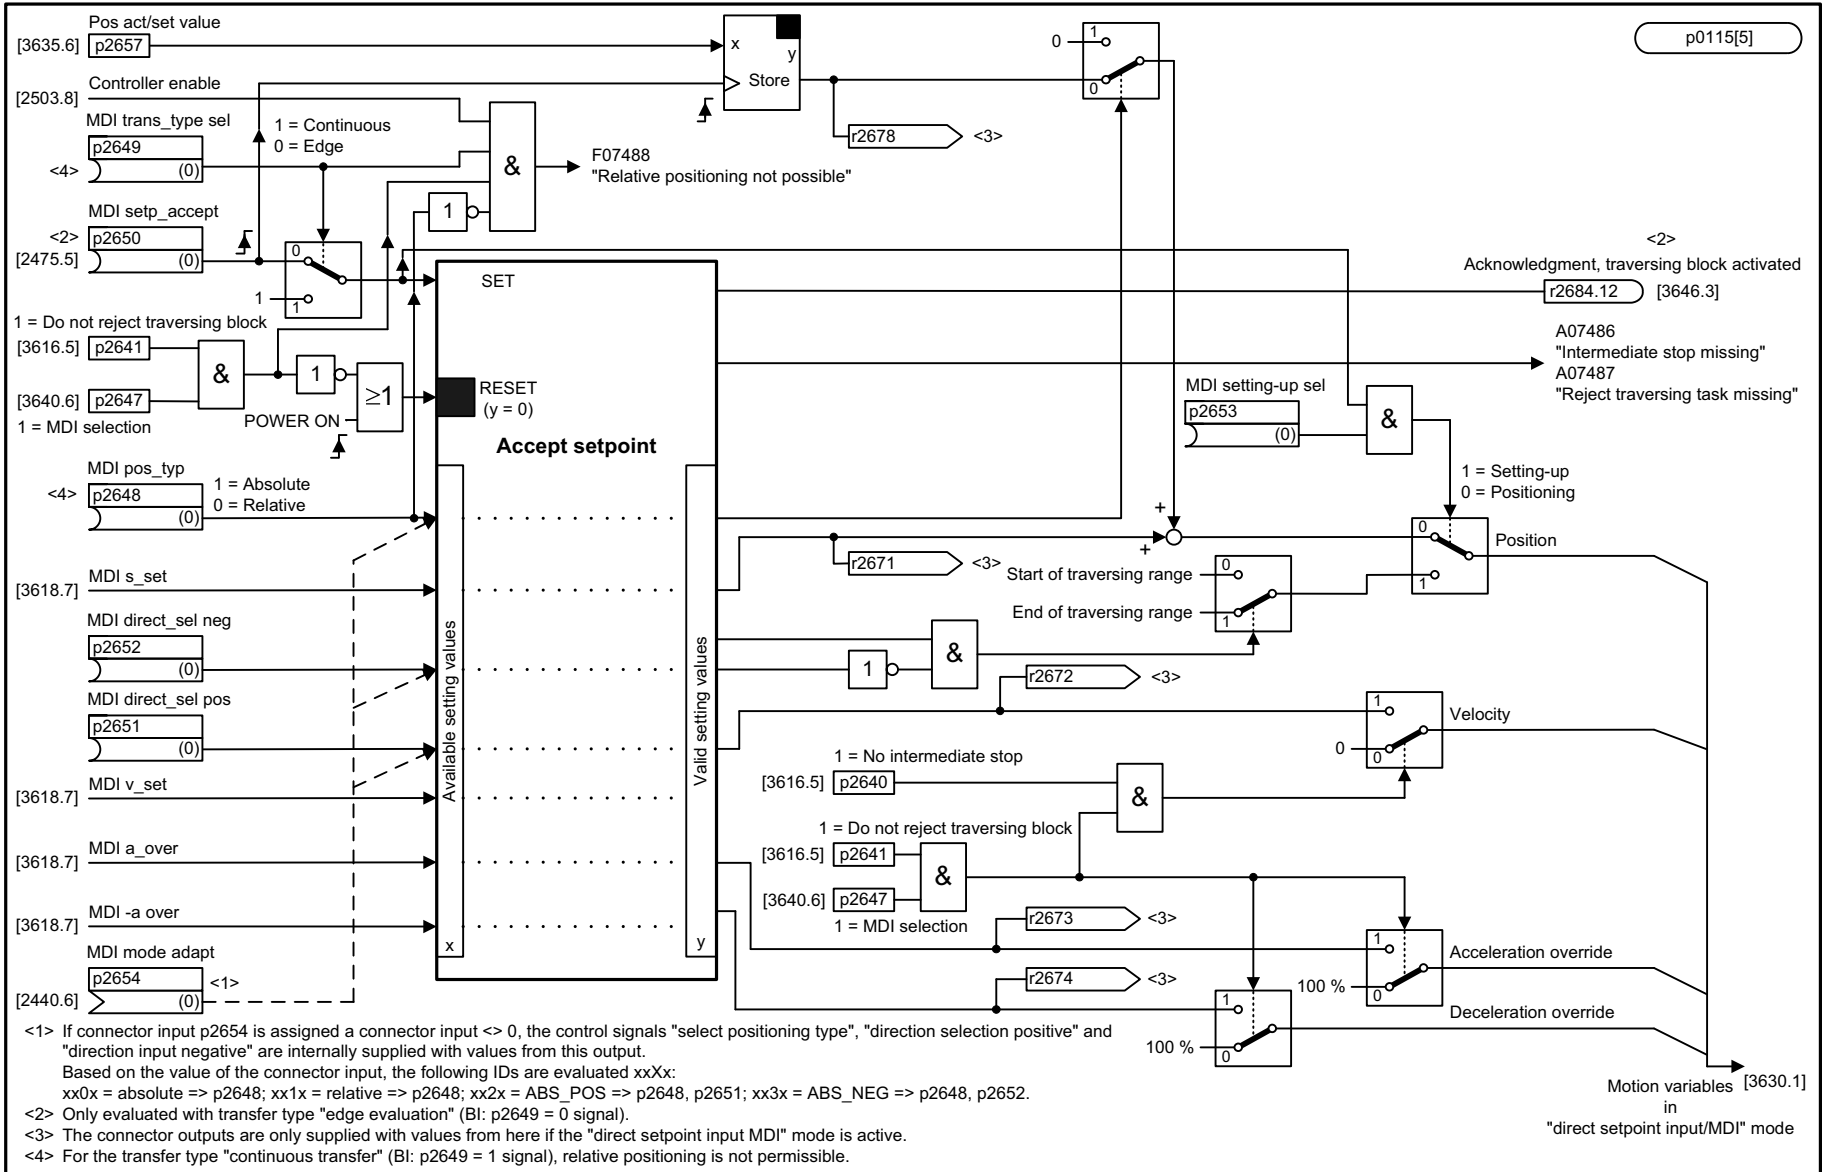 Pos act/set value
[3635.6] p2657
x
y
Store
0
1
0
p0115[5]
Controller enable
[2503.8]
MDI trans_type sel
p2649
<4> (0)
1 = Continuous
0 = Edge
&
F07488
"Relative positioning not possible"
r2678 <3>
1
MDI setp_accept
<2> p2650
[2475.5] (0)
0
1
1
SET
<2>
Acknowledgment, traversing block activated
r2684.12 [3646.3]
1 = Do not reject traversing block
[3616.5] p2641
&
1
≥1
[3640.6] p2647
1 = MDI selection
POWER ON
RESET
(y = 0)
Accept setpoint
A07486
"Intermediate stop missing"
A07487
"Reject traversing task missing"
MDI setting-up sel
p2653
(0)
&
1 = Setting-up
0 = Positioning
MDI pos_typ
<4> p2648
(0)
1 = Absolute
0 = Relative
+
+
0
1
Position
r2671 <3>
Start of traversing range
End of traversing range
0
1
MDI s_set
[3618.7]
MDI direct_sel neg
p2652
(0)
1
&
r2672 <3>
MDI direct_sel pos
p2651
(0)
Available setting values
Valid setting values
1
0
0
Velocity
MDI v_set
[3618.7]
1 = No intermediate stop
[3616.5] p2640
&
MDI a_over
[3618.7]
1 = Do not reject traversing block
[3616.5] p2641
&
[3640.6] p2647
1 = MDI selection
MDI -a over
[3618.7]
x
y
r2673 <3>
1
100 %
0
Acceleration override
MDI mode adapt
p2654 <1>
[2440.6] (0)
r2674 <3>
1
100 %
0
Deceleration override
Motion variables [3630.1]
in
"direct setpoint input/MDI" mode
<1> If connector input p2654 is assigned a connector input <> 0, the control signals "select positioning type", "direction selection positive" and
"direction input negative" are internally supplied with values from this output.
Based on the value of the connector input, the following IDs are evaluated xxXx:
xx0x = absolute => p2648; xx1x = relative => p2648; xx2x = ABS_POS => p2648, p2651; xx3x = ABS_NEG => p2648, p2652.
<2> Only evaluated with transfer type "edge evaluation" (BI: p2649 = 0 signal).
<3> The connector outputs are only supplied with values from here if the "direct setpoint input MDI" mode is active.
<4> For the transfer type "continuous transfer" (BI: p2649 = 1 signal), relative positioning is not permissible.